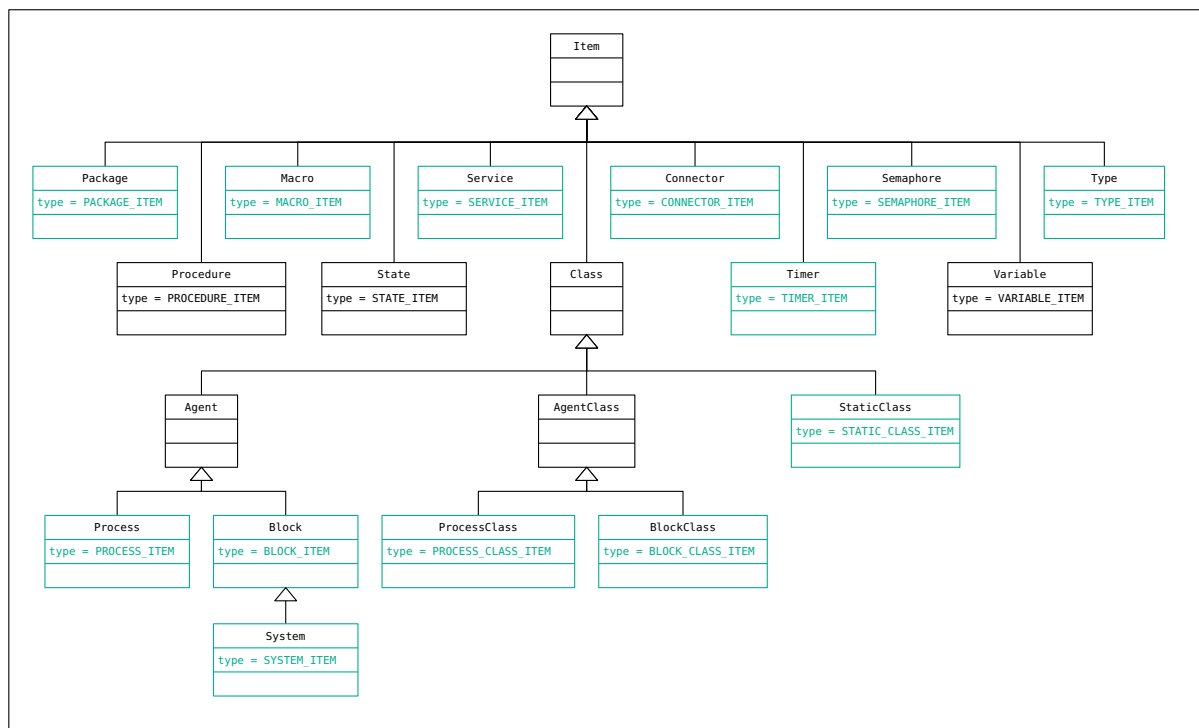 Item
Package
type = PACKAGE_ITEM
Macro
type = MACRO_ITEM
Service
type = SERVICE_ITEM
Connector
type = CONNECTOR_ITEM
Semaphore
type = SEMAPHORE_ITEM
Type
type = TYPE_ITEM
Procedure
type = PROCEDURE_ITEM
State
type = STATE_ITEM
Class
Timer
type = TIMER_ITEM
Variable
type = VARIABLE_ITEM
Agent
AgentClass
StaticClass
type = STATIC_CLASS_ITEM
Process
type = PROCESS_ITEM
Block
type = BLOCK_ITEM
ProcessClass
type = PROCESS_CLASS_ITEM
BlockClass
type = BLOCK_CLASS_ITEM
System
type = SYSTEM_ITEM